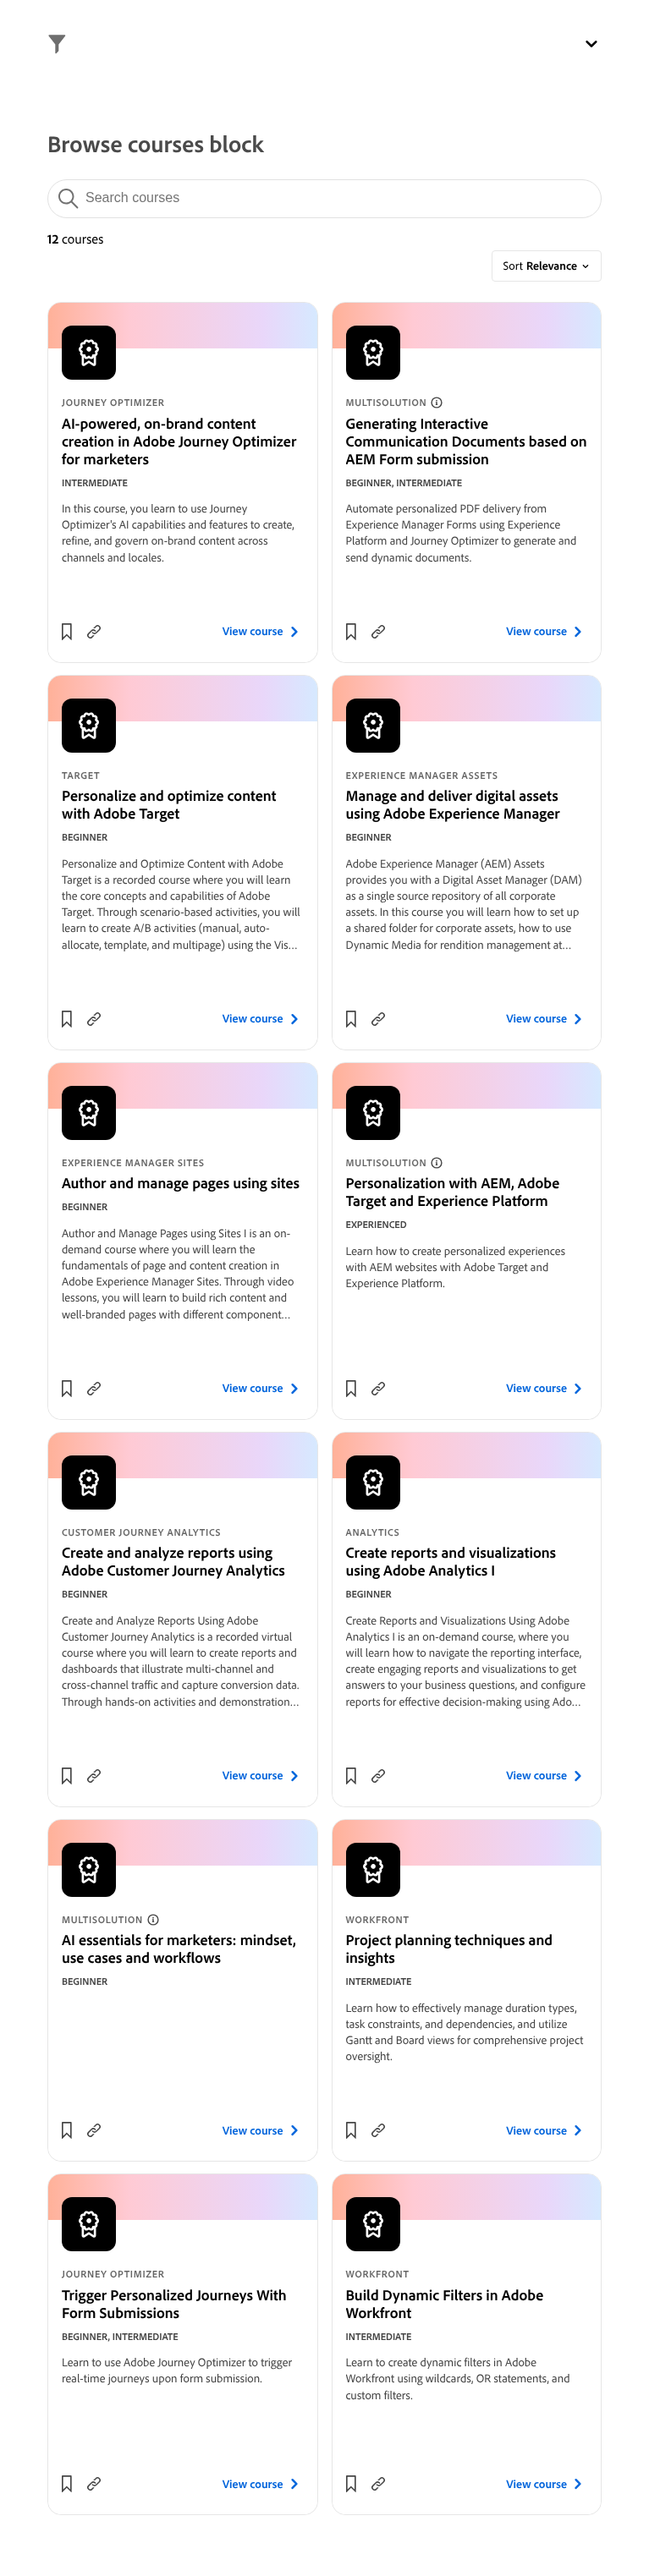 Browse courses block
Search courses
12 courses
Sort Relevance
JOURNEY OPTIMIZER
AI-powered, on-brand content
creation in Adobe Journey Optimizer
for marketers
INTERMEDIATE
In this course, you learn to use Journey
Optimizer's AI capabilities and features to create,
refine, and govern on-brand content across
channels and locales.
View course
MULTISOLUTION
Generating Interactive
Communication Documents based on
AEM Form submission
BEGINNER, INTERMEDIATE
Automate personalized PDF delivery from
Experience Manager Forms using Experience
Platform and Journey Optimizer to generate and
send dynamic documents.
View course
TARGET
Personalize and optimize content
with Adobe Target
BEGINNER
Personalize and Optimize Content with Adobe
Target is a recorded course where you will learn
the core concepts and capabilities of Adobe
Target. Through scenario-based activities, you will
learn to create A/B activities (manual, auto-
allocate, template, and multipage) using the Vis...
View course
EXPERIENCE MANAGER ASSETS
Manage and deliver digital assets
using Adobe Experience Manager
BEGINNER
Adobe Experience Manager (AEM) Assets
provides you with a Digital Asset Manager (DAM)
as a single source repository of all corporate
assets. In this course you will learn how to set up
a shared folder for corporate assets, how to use
Dynamic Media for rendition management at...
View course
EXPERIENCE MANAGER SITES
Author and manage pages using sites
BEGINNER
Author and Manage Pages using Sites I is an on-
demand course where you will learn the
fundamentals of page and content creation in
Adobe Experience Manager Sites. Through video
lessons, you will learn to build rich content and
well-branded pages with different component...
View course
MULTISOLUTION
Personalization with AEM, Adobe
Target and Experience Platform
EXPERIENCED
Learn how to create personalized experiences
with AEM websites with Adobe Target and
Experience Platform.
View course
CUSTOMER JOURNEY ANALYTICS
Create and analyze reports using
Adobe Customer Journey Analytics
BEGINNER
Create and Analyze Reports Using Adobe
Customer Journey Analytics is a recorded virtual
course where you will learn to create reports and
dashboards that illustrate multi-channel and
cross-channel traffic and capture conversion data.
Through hands-on activities and demonstration...
View course
ANALYTICS
Create reports and visualizations
using Adobe Analytics I
BEGINNER
Create Reports and Visualizations Using Adobe
Analytics I is an on-demand course, where you
will learn how to navigate the reporting interface,
create engaging reports and visualizations to get
answers to your business questions, and configure
reports for effective decision-making using Ado...
View course
MULTISOLUTION
AI essentials for marketers: mindset,
use cases and workflows
BEGINNER
View course
WORKFRONT
Project planning techniques and
insights
INTERMEDIATE
Learn how to effectively manage duration types,
task constraints, and dependencies, and utilize
Gantt and Board views for comprehensive project
oversight.
View course
JOURNEY OPTIMIZER
Trigger Personalized Journeys With
Form Submissions
BEGINNER, INTERMEDIATE
Learn to use Adobe Journey Optimizer to trigger
real-time journeys upon form submission.
View course
WORKFRONT
Build Dynamic Filters in Adobe
Workfront
INTERMEDIATE
Learn to create dynamic filters in Adobe
Workfront using wildcards, OR statements, and
custom filters.
View course